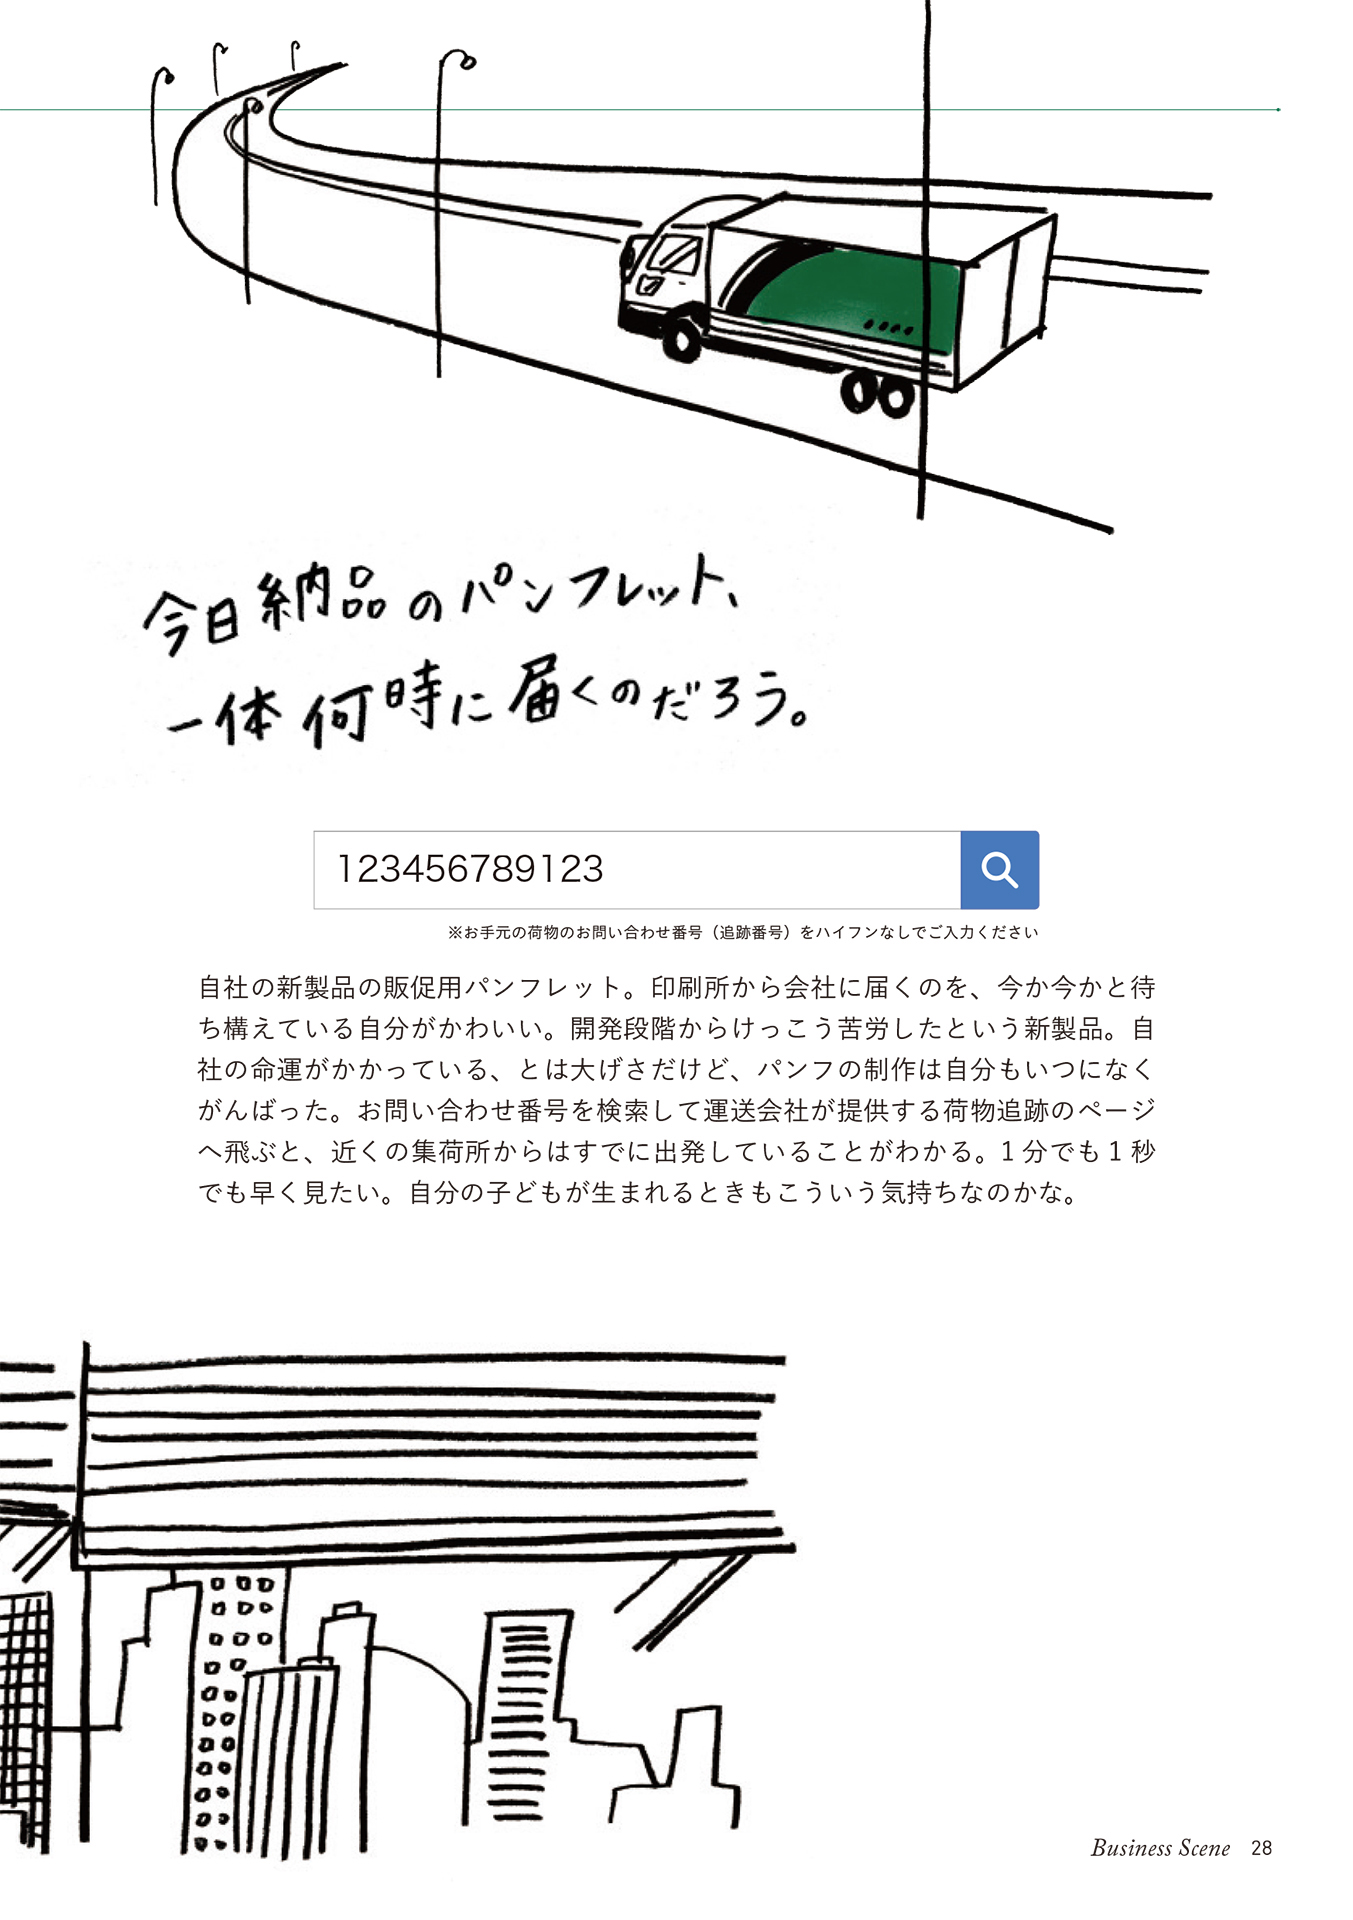 今日納品のパンフレット、
一体何時に届くのだろう。
123456789123
※お手元の荷物のお問い合わせ番号（追跡番号）をハイフンなしでご入力ください
自社の新製品の販促用パンフレット。印刷所から会社に届くのを、今か今かと待
ち構えている自分がかわいい。開発段階からけっこう苦労したという新製品。自
社の命運がかかっている、とは大げさだけど、パンフの制作は自分もいつになく
がんばった。お問い合わせ番号を検索して運送会社が提供する荷物追跡のページ
へ飛ぶと、近くの集荷所からはすでに出発していることがわかる。1分でも1秒
でも早く見たい。自分の子どもが生まれるときもこういう気持ちなのかな。
Business Scene 28